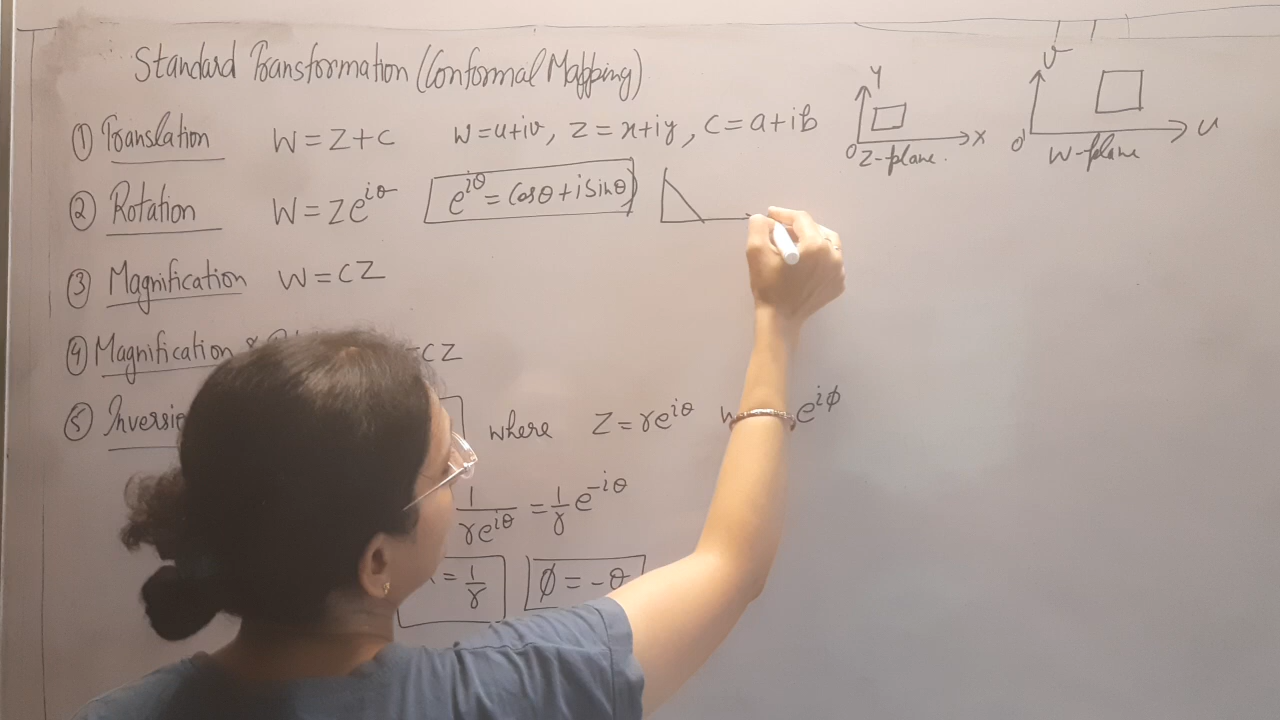 Standard Transformation (Conformal Mapping)
① Translation W = Z + C W = u + iv, Z = x + iy, C = a + ib
Y X O Z-plane.
V U O' W-plane
② Rotation W = Z e^{iθ} e^{iθ} = Cosθ + i Sinθ
③ Magnification W = CZ
④ Magnification & CZ
⑤ where Z = re^{iθ} e^{iφ}
1/re^{iθ} = 1/r e^{-iθ}
= 1/r φ = -θ